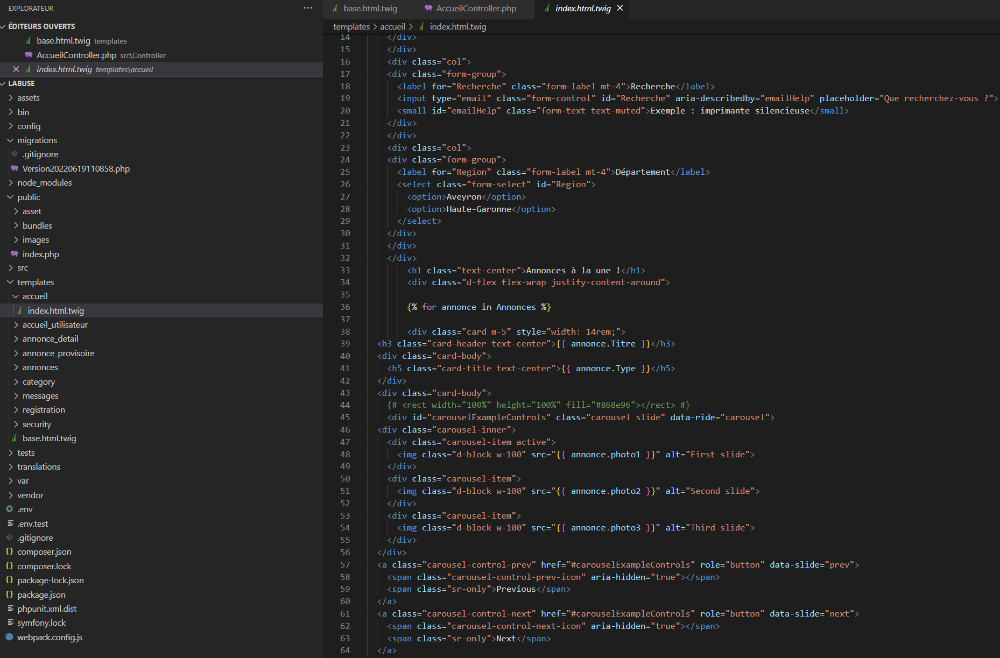 EXPLORATEUR
ÉDITEURS OUVERTS
base.html.twig templates
AccueilController.php src\Controller
index.html.twig templates\accueil
LABUSE
assets
bin
config
migrations
.gitignore
Version20220619110858.php
node_modules
public
asset
bundles
images
index.php
src
templates
accueil
index.html.twig
accueil_utilisateur
annonce_detail
annonce_provisoire
annonces
category
messages
registration
security
base.html.twig
tests
translations
var
vendor
.env
.env.test
.gitignore
composer.json
composer.lock
package-lock.json
package.json
phpunit.xml.dist
symfony.lock
webpack.config.js
base.html.twig AccueilController.php index.html.twig
templates > accueil > index.html.twig
14 </div>
15 </div>
16 <div class="col">
17 <div class="form-group">
18 <label for="Recherche" class="form-label mt-4">Recherche</label>
19 <input type="email" class="form-control" id="Recherche" aria-describedby="emailHelp" placeholder="Que recherchez-vous ?">
20 <small id="emailHelp" class="form-text text-muted">Exemple : imprimante silencieuse</small>
21 </div>
22 </div>
23 <div class="col">
24 <div class="form-group">
25 <label for="Region" class="form-label mt-4">Département</label>
26 <select class="form-select" id="Region">
27 <option>Aveyron</option>
28 <option>Haute-Garonne</option>
29 </select>
30 </div>
31 </div>
32 </div>
33 <h1 class="text-center">Annonces à la une !</h1>
34 <div class="d-flex flex-wrap justify-content-around">
35
36 {% for annonce in Annonces %}
37
38 <div class="card m-5" style="width: 14rem;">
39 <h3 class="card-header text-center">{{ annonce.Titre }}</h3>
40 <div class="card-body">
41 <h5 class="card-title text-center">{{ annonce.Type }}</h5>
42 </div>
43 <div class="card-body">
44 {# <rect width="100%" height="100%" fill="#868e96"></rect> #}
45 <div id="carouselExampleControls" class="carousel slide" data-ride="carousel">
46 <div class="carousel-inner">
47 <div class="carousel-item active">
48 <img class="d-block w-100" src="{{ annonce.photo1 }}" alt="First slide">
49 </div>
50 <div class="carousel-item">
51 <img class="d-block w-100" src="{{ annonce.photo2 }}" alt="Second slide">
52 </div>
53 <div class="carousel-item">
54 <img class="d-block w-100" src="{{ annonce.photo3 }}" alt="Third slide">
55 </div>
56 </div>
57 <a class="carousel-control-prev" href="#carouselExampleControls" role="button" data-slide="prev">
58 <span class="carousel-control-prev-icon" aria-hidden="true"></span>
59 <span class="sr-only">Previous</span>
60 </a>
61 <a class="carousel-control-next" href="#carouselExampleControls" role="button" data-slide="next">
62 <span class="carousel-control-next-icon" aria-hidden="true"></span>
63 <span class="sr-only">Next</span>
64 </a>